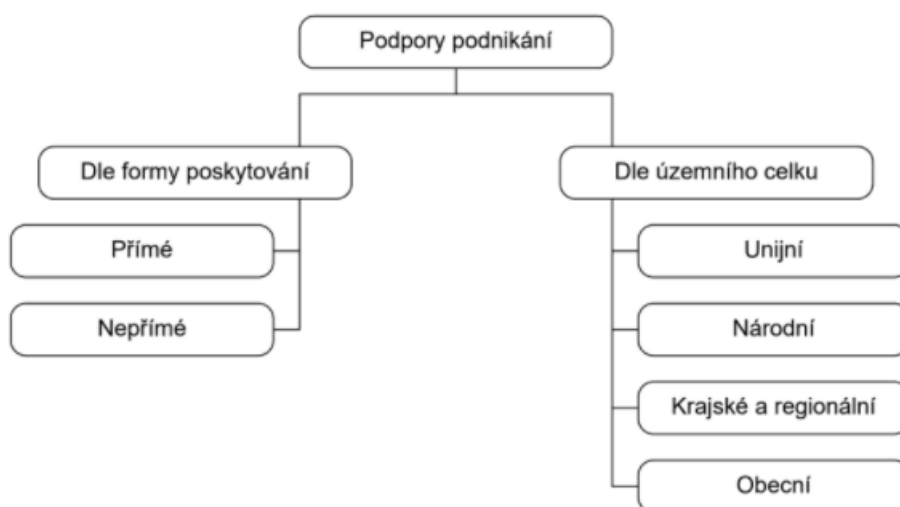 Podpory podnikání
Dle formy poskytování
Přímé
Nepřímé
Dle územního celku
Unijní
Národní
Krajské a regionální
Obecní